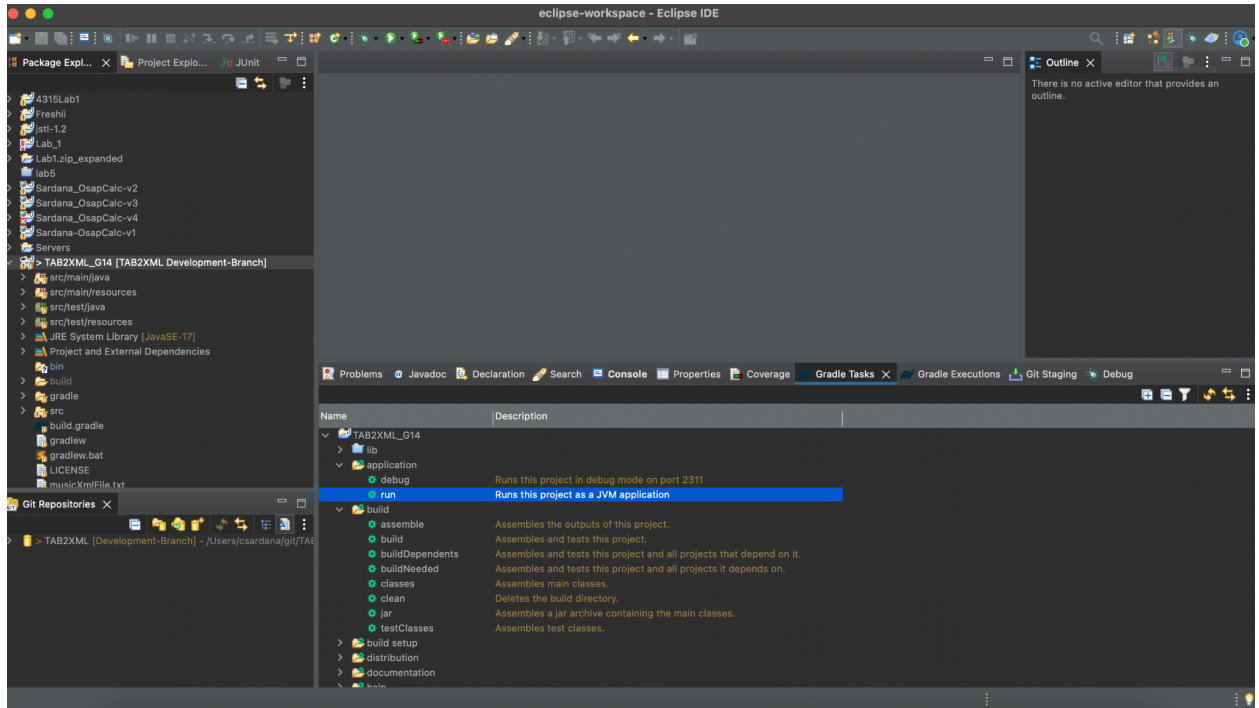 eclipse-workspace - Eclipse IDE
Package Expl... Project Explo... JUnit
4315Lab1
Freshii
jstl-1.2
Lab_1
Lab1.zip_expanded
lab5
Sardana_OsapCalc-v2
Sardana_OsapCalc-v3
Sardana_OsapCalc-v4
Sardana-OsapCalc-v1
Servers
> TAB2XML_G14 [TAB2XML Development-Branch]
src/main/java
src/main/resources
src/test/java
src/test/resources
JRE System Library [JavaSE-17]
Project and External Dependencies
bin
build
gradle
src
build.gradle
gradlew
gradlew.bat
LICENSE
musicXmlFile.txt
Git Repositories
> TAB2XML [Development-Branch] - /Users/csardana/git/TAB
Outline
There is no active editor that provides an
outline.
Problems Javadoc Declaration Search Console Properties Coverage Gradle Tasks Gradle Executions Git Staging Debug
Name Description
TAB2XML_G14
lib
application
debug Runs this project in debug mode on port 2311
run Runs this project as a JVM application
build
assemble Assembles the outputs of this project.
build Assembles and tests this project.
buildDependents Assembles and tests this project and all projects that depend on it.
buildNeeded Assembles and tests this project and all projects it depends on.
classes Assembles main classes.
clean Deletes the build directory.
jar Assembles a jar archive containing the main classes.
testClasses Assembles test classes.
build setup
distribution
documentation
help